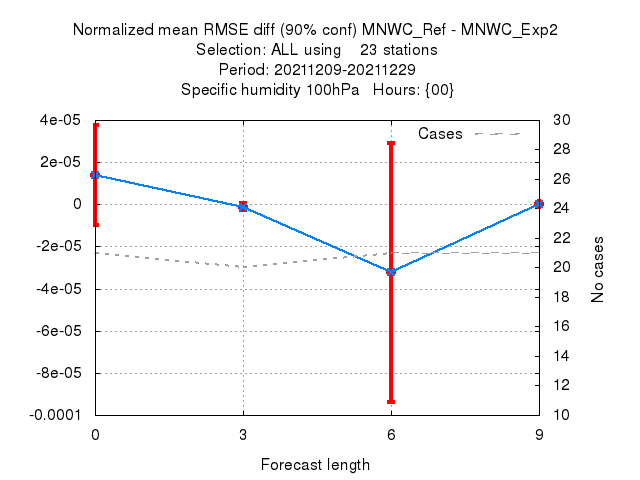 Normalized mean RMSE diff (90% conf) MNWC_Ref - MNWC_Exp2
Selection: ALL using    23 stations
Period: 20211209-20211229
Specific humidity 100hPa   Hours: {00}
Cases
4e-05
2e-05
0
-2e-05
-4e-05
-6e-05
-8e-05
-0.0001
30
28
26
24
22
20
18
16
14
12
10
No cases
0 3 6 9
Forecast length